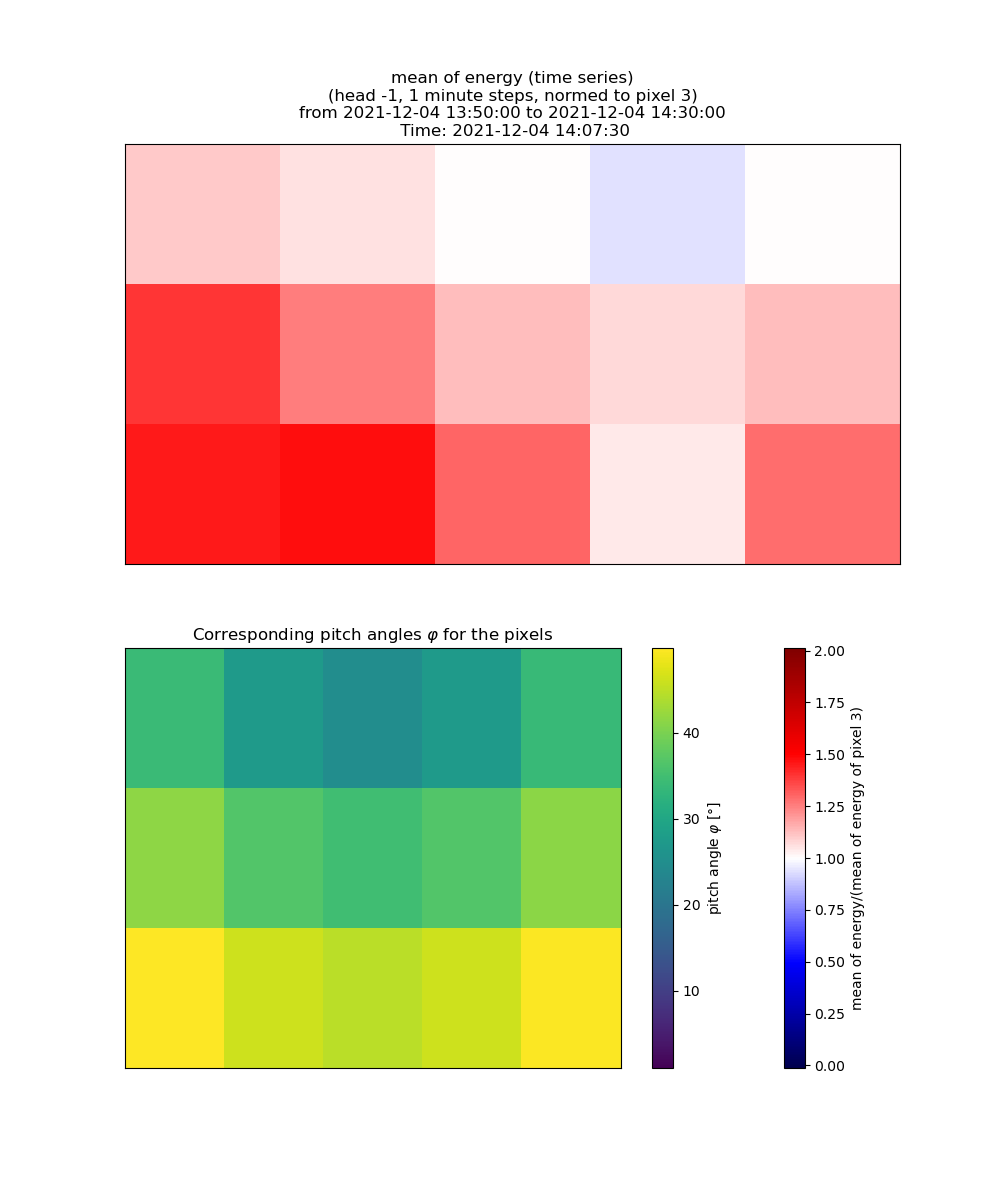 mean of energy (time series)
(head -1, 1 minute steps, normed to pixel 3)
from 2021-12-04 13:50:00 to 2021-12-04 14:30:00
Time: 2021-12-04 14:07:30
Corresponding pitch angles φ for the pixels
40
30
20
10
pitch angle φ [°]
2.00
1.75
1.50
1.25
1.00
0.75
0.50
0.25
0.00
mean of energy/(mean of energy of pixel 3)